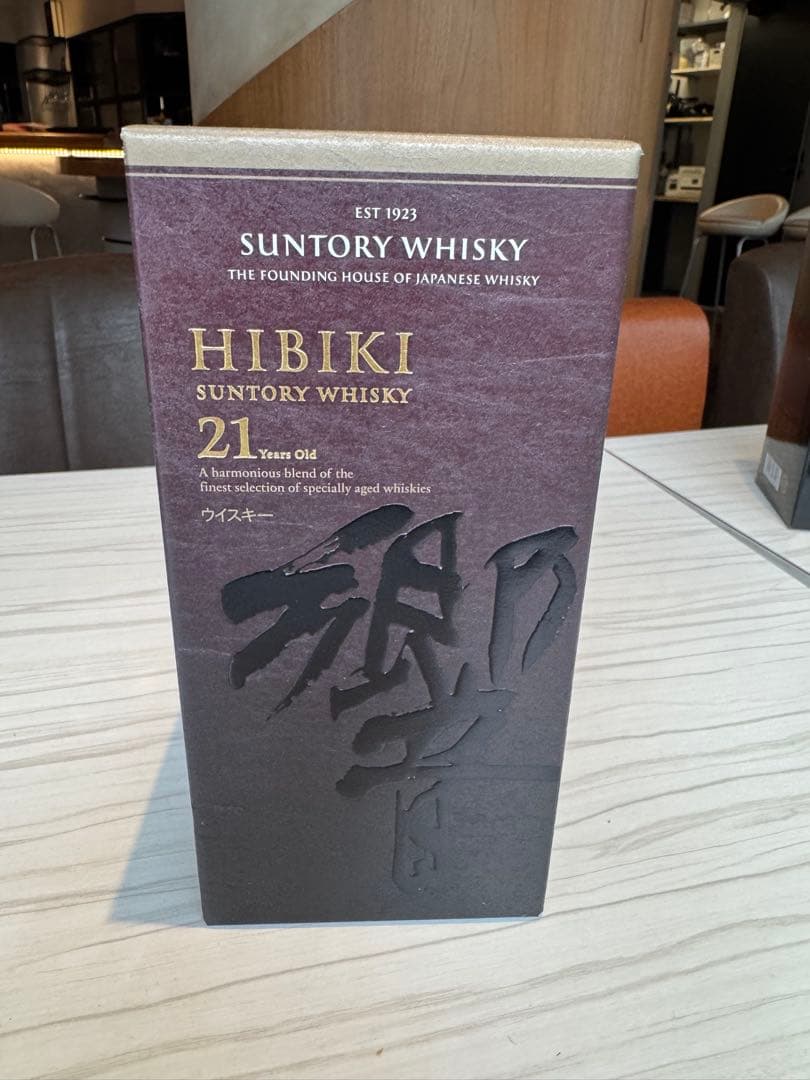 EST 1923
SUNTORY WHISKY
THE FOUNDING HOUSE OF JAPANESE WHISKY
HIBIKI
SUNTORY WHISKY
21 Years Old
A harmonious blend of the
finest selection of specially aged whiskies
ウイスキー
響